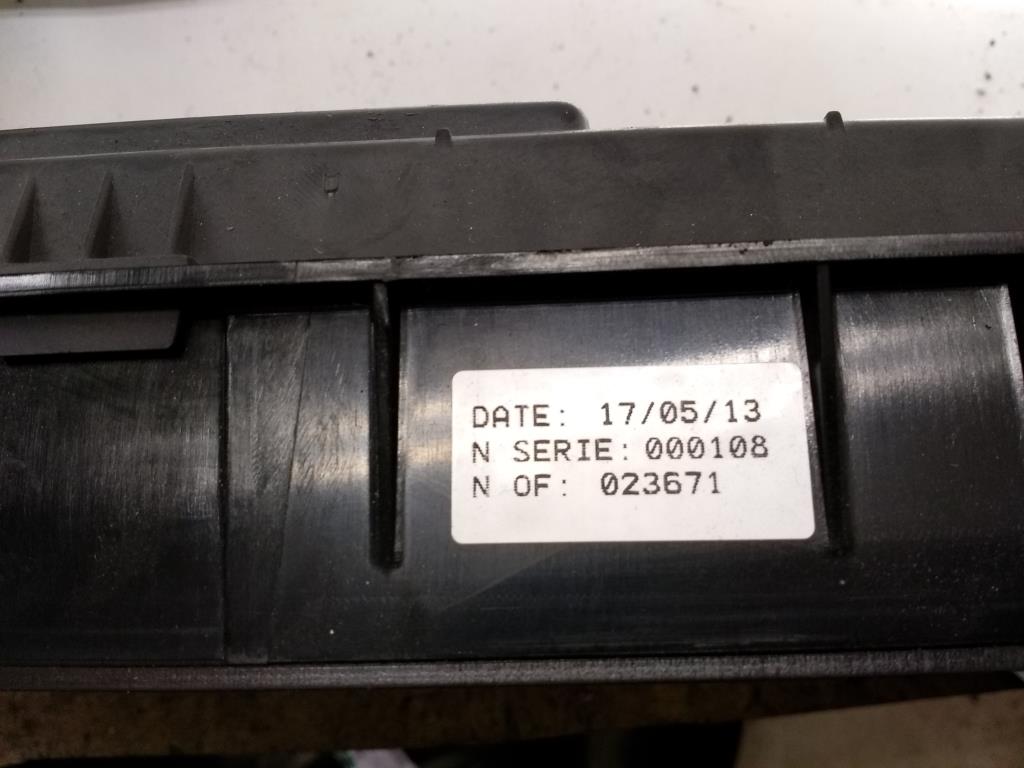 DATE: 17/05/13
N SERIE: 000108
N OF: 023671